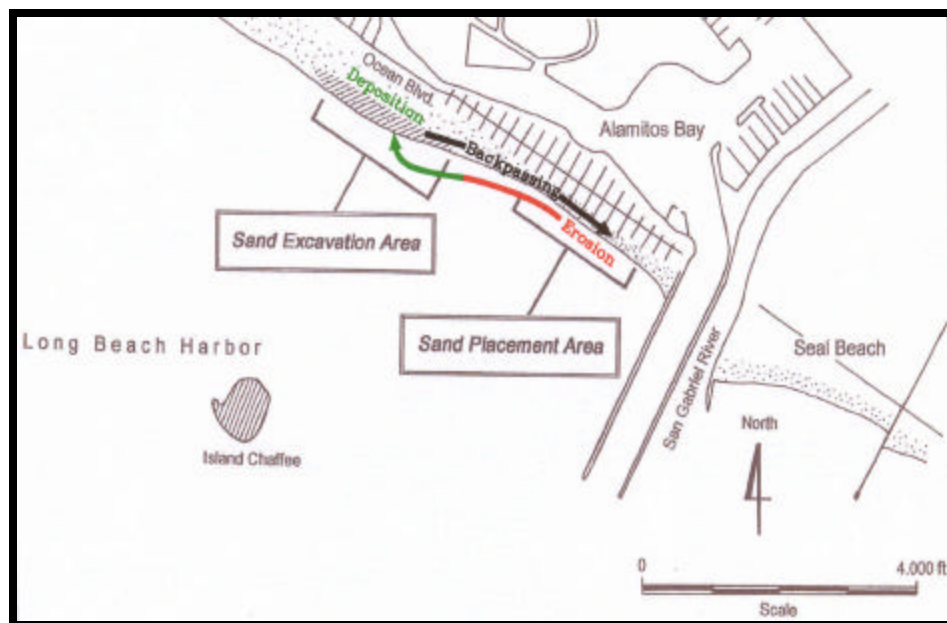 Ocean Blvd.
Deposition
Alamitos Bay
Backpassing
Sand Excavation Area
Erosion
Long Beach Harbor
Sand Placement Area
Seal Beach
San Gabriel River
North
Island Chaffee
0
4,000 ft
Scale